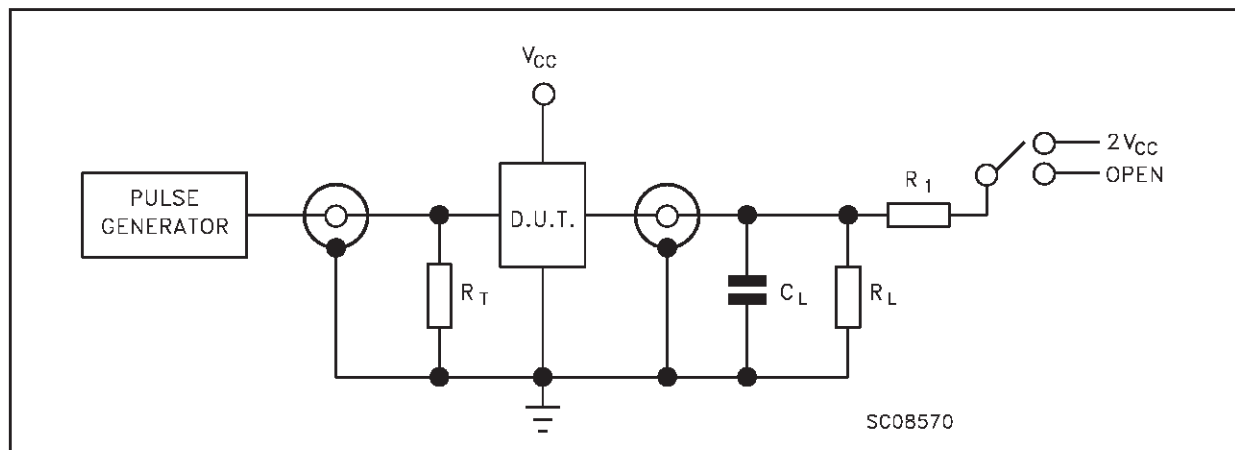 VCC
2VCC
OPEN
R1
PULSE
GENERATOR
D.U.T.
RT
CL
RL
SC08570